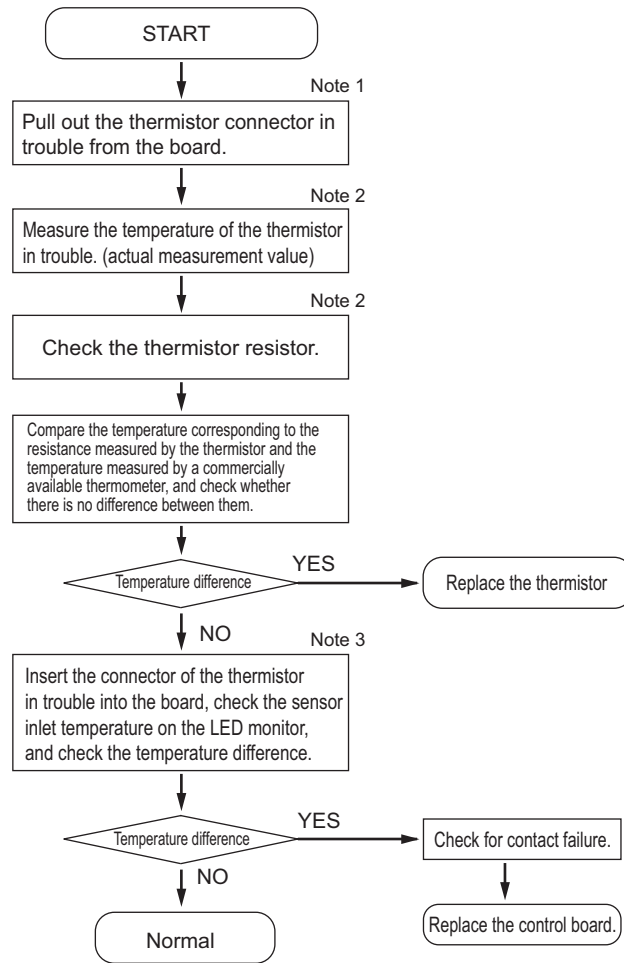 START
Note 1
Pull out the thermistor connector in
trouble from the board.
Note 2
Measure the temperature of the thermistor
in trouble. (actual measurement value)
Note 2
Check the thermistor resistor.
Compare the temperature corresponding to the
resistance measured by the thermistor and the
temperature measured by a commercially
available thermometer, and check whether
there is no difference between them.
Temperature difference
YES
Replace the thermistor
NO
Note 3
Insert the connector of the thermistor
in trouble into the board, check the sensor
inlet temperature on the LED monitor,
and check the temperature difference.
Temperature difference
YES
Check for contact failure.
NO
Replace the control board.
Normal